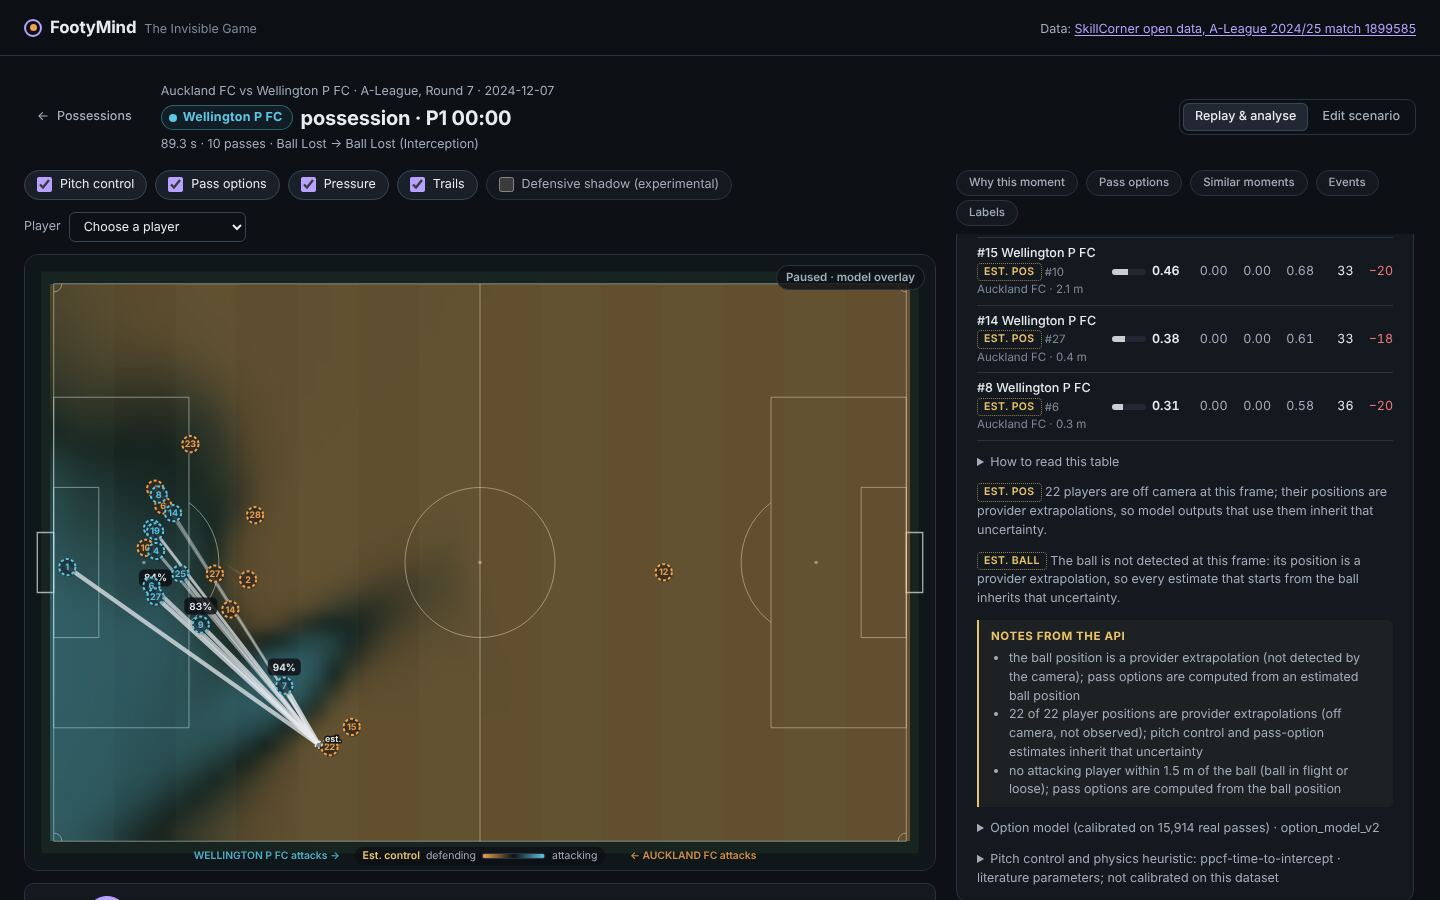 FootyMind The Invisible Game
Data: SkillCorner open data, A-League 2024/25 match 1899585
← Possessions
Auckland FC vs Wellington P FC · A-League, Round 7 · 2024-12-07
Wellington P FC possession · P1 00:00
89.3 s · 10 passes · Ball Lost → Ball Lost (Interception)
Replay & analyse Edit scenario
Pitch control Pass options Pressure Trails Defensive shadow (experimental)
Player Choose a player
Paused · model overlay
23
8
6
14
28
19
10
4
1
25
27
2
12
84%
6
27
83%
14
9
94%
7
15
est.
22
WELLINGTON P FC attacks → Est. control defending attacking ← AUCKLAND FC attacks
Why this moment Pass options Similar moments Events
Labels
#15 Wellington P FC
EST. POS #10 0.46 0.00 0.00 0.68 33 −20
Auckland FC · 2.1 m
#14 Wellington P FC
EST. POS #27 0.38 0.00 0.00 0.61 33 −18
Auckland FC · 0.4 m
#8 Wellington P FC
EST. POS #6 0.31 0.00 0.00 0.58 36 −20
Auckland FC · 0.3 m
▶ How to read this table
EST. POS 22 players are off camera at this frame; their positions are
provider extrapolations, so model outputs that use them inherit that
uncertainty.
EST. BALL The ball is not detected at this frame: its position is a
provider extrapolation, so every estimate that starts from the ball
inherits that uncertainty.
NOTES FROM THE API
• the ball position is a provider extrapolation (not detected by
the camera); pass options are computed from an estimated
ball position
• 22 of 22 player positions are provider extrapolations (off
camera, not observed); pitch control and pass-option
estimates inherit that uncertainty
• no attacking player within 1.5 m of the ball (ball in flight or
loose); pass options are computed from the ball position
▶ Option model (calibrated on 15,914 real passes) · option_model_v2
▶ Pitch control and physics heuristic: ppcf-time-to-intercept ·
literature parameters; not calibrated on this dataset